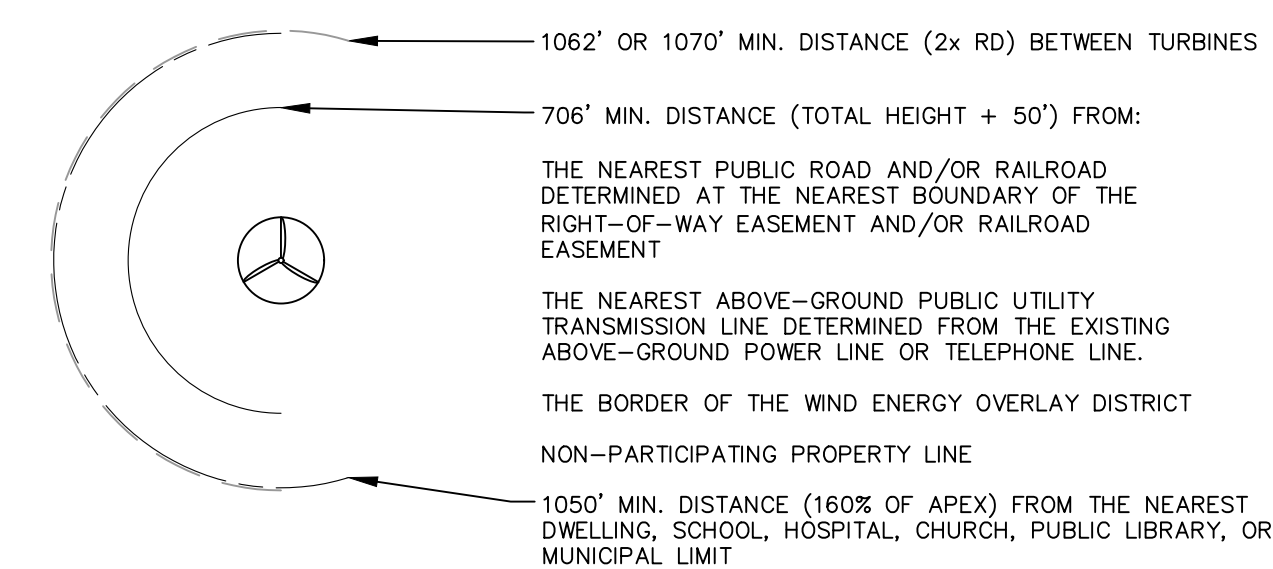 1062' OR 1070' MIN. DISTANCE (2x RD) BETWEEN TURBINES
706' MIN. DISTANCE (TOTAL HEIGHT + 50') FROM:
THE NEAREST PUBLIC ROAD AND/OR RAILROAD
DETERMINED AT THE NEAREST BOUNDARY OF THE
RIGHT-OF-WAY EASEMENT AND/OR RAILROAD
EASEMENT
THE NEAREST ABOVE-GROUND PUBLIC UTILITY
TRANSMISSION LINE DETERMINED FROM THE EXISTING
ABOVE-GROUND POWER LINE OR TELEPHONE LINE.
THE BORDER OF THE WIND ENERGY OVERLAY DISTRICT
NON-PARTICIPATING PROPERTY LINE
1050' MIN. DISTANCE (160% OF APEX) FROM THE NEAREST
DWELLING, SCHOOL, HOSPITAL, CHURCH, PUBLIC LIBRARY, OR
MUNICIPAL LIMIT